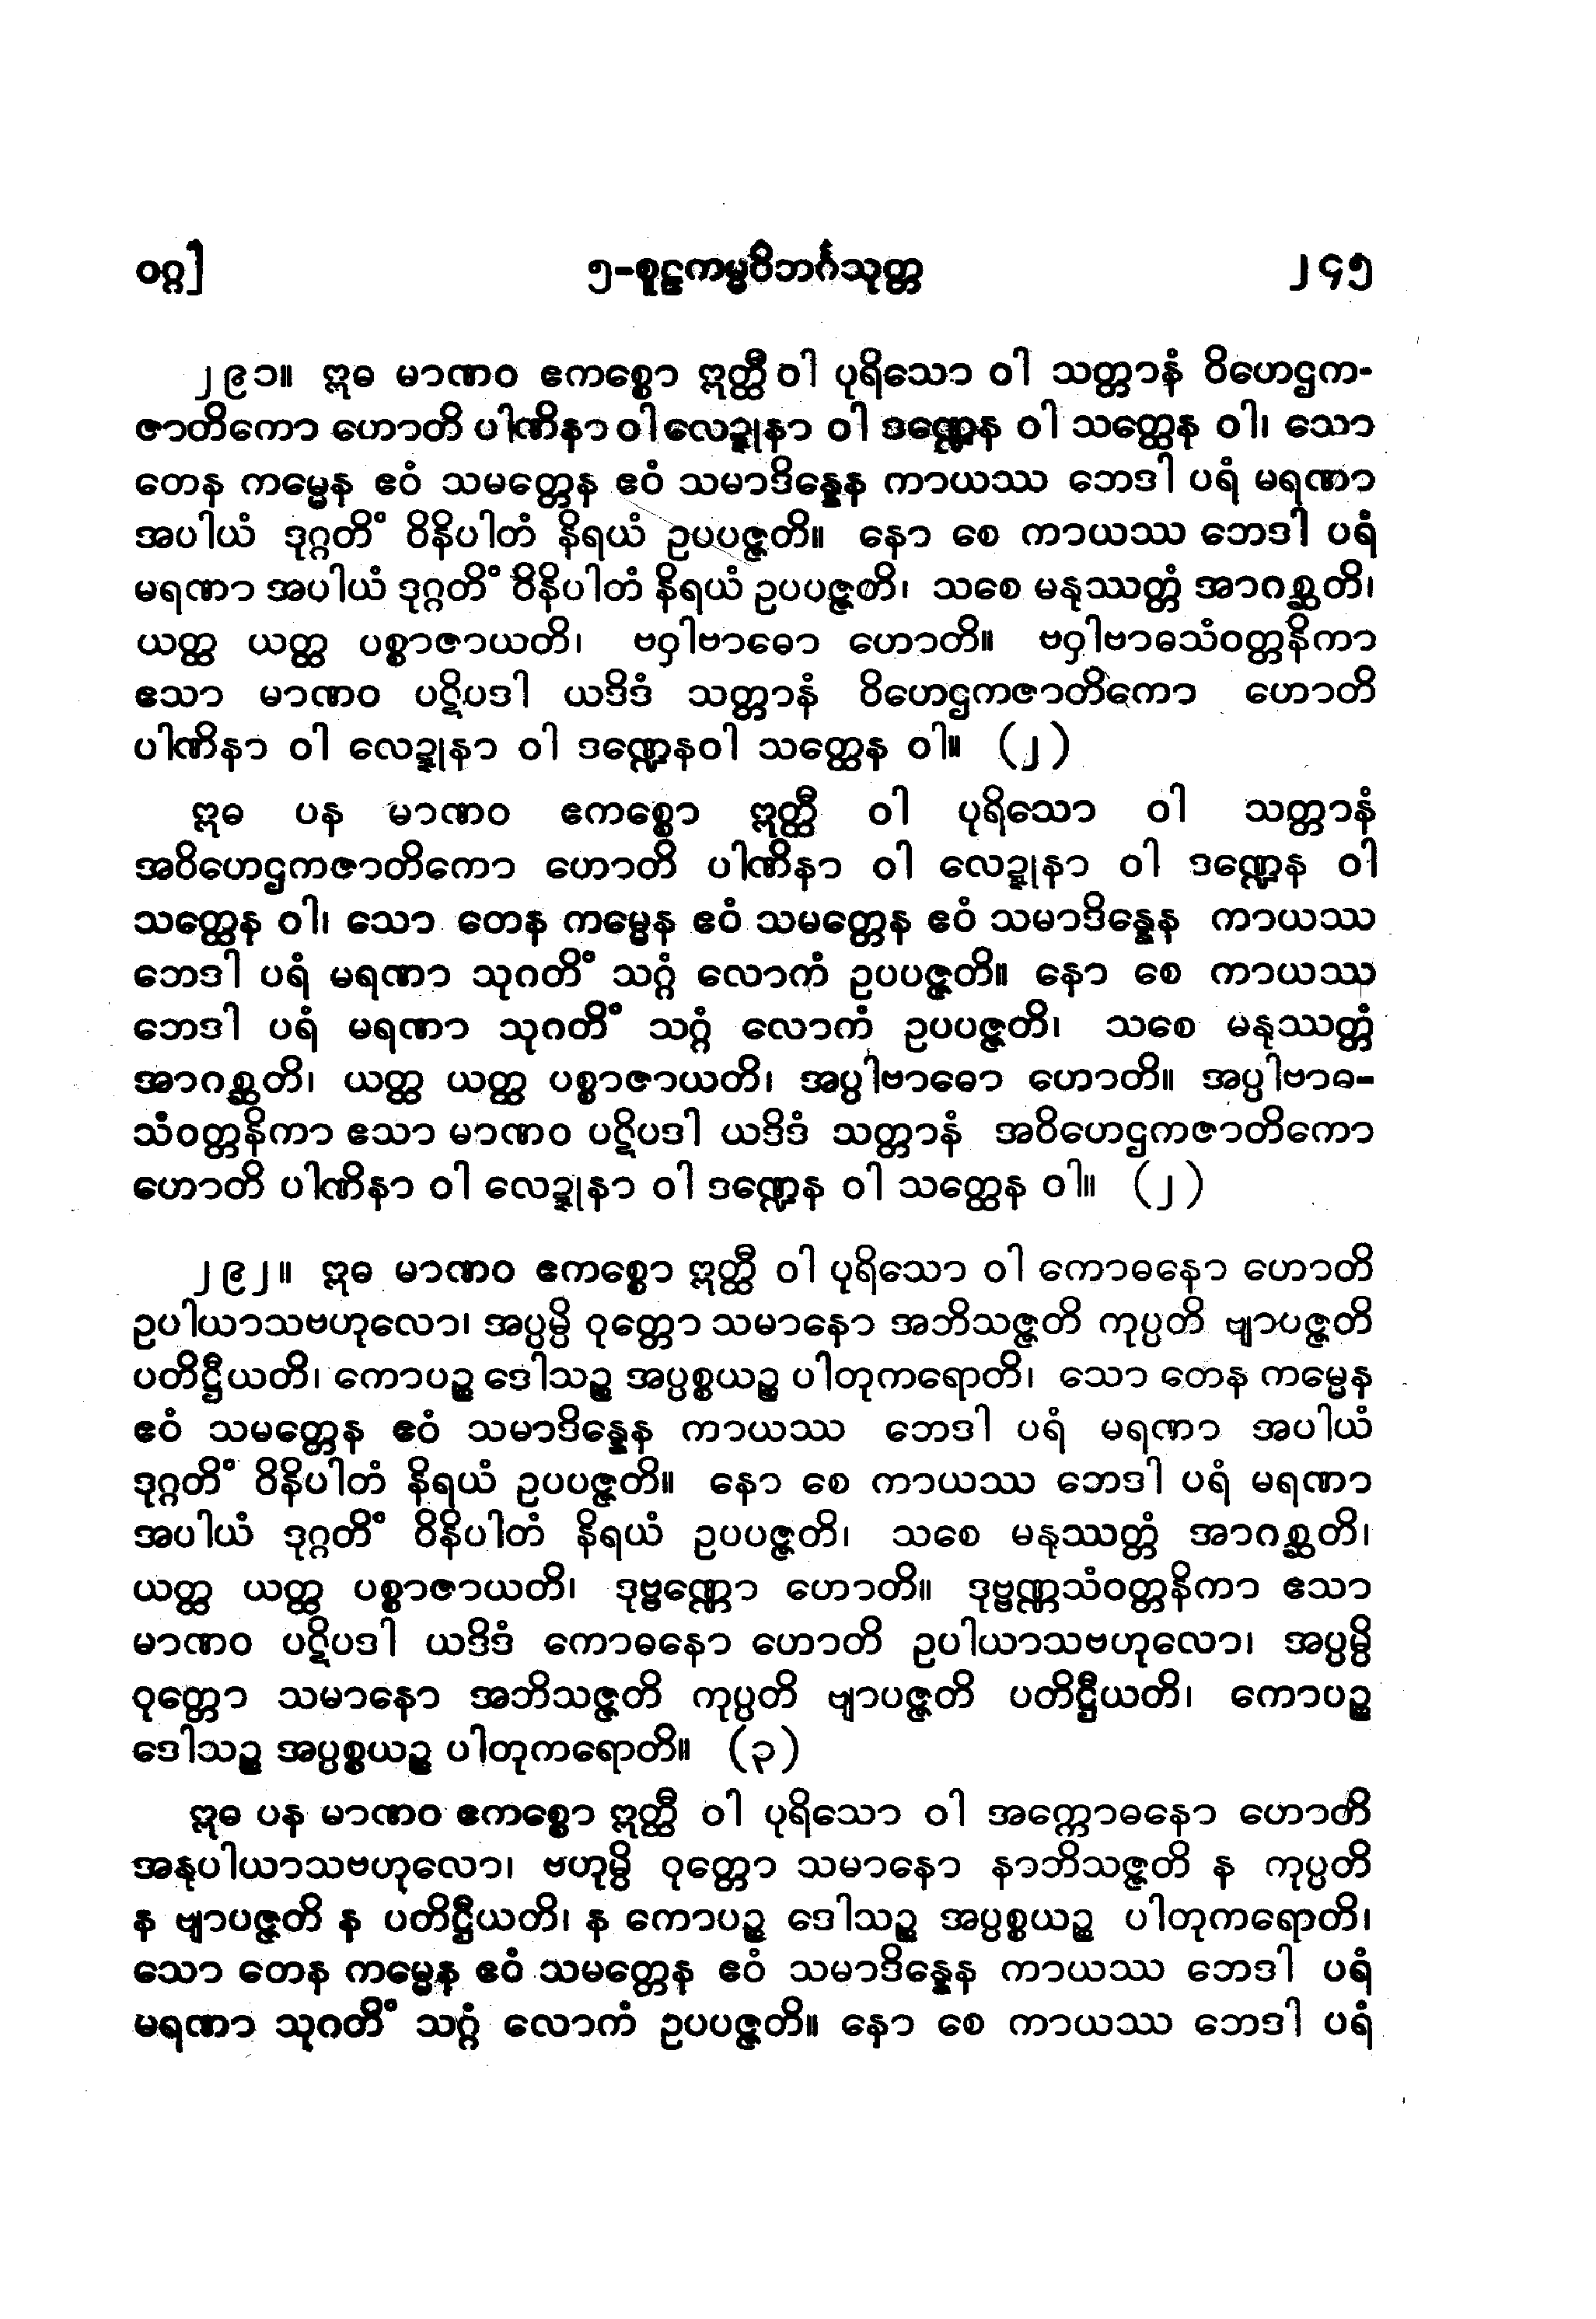 ဝဂ္ဂ] ၅-စူဠကမ္မဝိဘင်္ဂသုတ္တ ၂၄၅
၂၉၁။ ဣဓ မာဏဝ ဧကစ္စော ဣတ္ထီ ဝါ ပုရိသော ဝါ သတ္တာနံ ဝိဟေဌက-
ဇာတိကော ဟောတိ ပါဏိနာ ဝါ လေဍ္ဍုနာ ဝါ ဒဏ္ဍေန ဝါ သတ္ထေန ဝါ၊ သော
တေန ကမ္မေန ဧဝံ သမတ္တေန ဧဝံ သမာဒိန္နေန ကာယဿ ဘေဒါ ပရံ မရဏာ
အပါယံ ဒုဂ္ဂတိံ ဝိနိပါတံ နိရယံ ဥပပဇ္ဇတိ။ နော စေ ကာယဿ ဘေဒါ ပရံ
မရဏာ အပါယံ ဒုဂ္ဂတိံ ဝိနိပါတံ နိရယံ ဥပပဇ္ဇတိ၊ သစေ မနုဿတ္တံ အာဂစ္ဆတိ၊
ယတ္ထ ယတ္ထ ပစ္စာဇာယတိ၊ ဗဝှါဗာဓော ဟောတိ။ ဗဝှါဗာဓသံဝတ္တနိကာ
ဧသာ မာဏဝ ပဋိပဒါ ယဒိဒံ သတ္တာနံ ဝိဟေဌကဇာတိကော ဟောတိ
ပါဏိနာ ဝါ လေဍ္ဍုနာ ဝါ ဒဏ္ဍေနဝါ သတ္ထေန ဝါ။ (၂)
ဣဓ ပန မာဏဝ ဧကစ္စော ဣတ္ထီ ဝါ ပုရိသော ဝါ သတ္တာနံ
အဝိဟေဌကဇာတိကော ဟောတိ ပါဏိနာ ဝါ လေဍ္ဍုနာ ဝါ ဒဏ္ဍေန ဝါ
သတ္ထေန ဝါ၊ သော တေန ကမ္မေန ဧဝံ သမတ္တေန ဧဝံ သမာဒိန္နေန ကာယဿ
ဘေဒါ ပရံ မရဏာ သုဂတိံ သဂ္ဂံ လောကံ ဥပပဇ္ဇတိ။ နော စေ ကာယဿ
ဘေဒါ ပရံ မရဏာ သုဂတိံ သဂ္ဂံ လောကံ ဥပပဇ္ဇတိ၊ သစေ မနုဿတ္တံ
အာဂစ္ဆတိ၊ ယတ္ထ ယတ္ထ ပစ္စာဇာယတိ၊ အပ္ပါဗာဓော ဟောတိ။ အပ္ပါဗာဓ-
သံဝတ္တနိကာ ဧသာ မာဏဝ ပဋိပဒါ ယဒိဒံ သတ္တာနံ အဝိဟေဌကဇာတိကော
ဟောတိ ပါဏိနာ ဝါ လေဍ္ဍုနာ ဝါ ဒဏ္ဍေန ဝါ သတ္ထေန ဝါ။ (၂)
၂၉၂။ ဣဓ မာဏဝ ဧကစ္စော ဣတ္ထီ ဝါ ပုရိသော ဝါ ကောဓနော ဟောတိ
ဥပါယာသဗဟုလော၊ အပ္ပမ္ပိ ဝုတ္တော သမာနော အဘိသဇ္ဇတိ ကုပ္ပတိ ဗျာပဇ္ဇတိ
ပတိဋ္ဌီယတိ၊ ကောပဉ္စ ဒေါသဉ္စ အပ္ပစ္စယဉ္စ ပါတုကရောတိ၊ သော တေန ကမ္မေန
ဧဝံ သမတ္တေန ဧဝံ သမာဒိန္နေန ကာယဿ ဘေဒါ ပရံ မရဏာ အပါယံ
ဒုဂ္ဂတိံ ဝိနိပါတံ နိရယံ ဥပပဇ္ဇတိ။ နော စေ ကာယဿ ဘေဒါ ပရံ မရဏာ
အပါယံ ဒုဂ္ဂတိံ ဝိနိပါတံ နိရယံ ဥပပဇ္ဇတိ၊ သစေ မနုဿတ္တံ အာဂစ္ဆတိ၊
ယတ္ထ ယတ္ထ ပစ္စာဇာယတိ၊ ဒုဗ္ဗဏ္ဏော ဟောတိ။ ဒုဗ္ဗဏ္ဏသံဝတ္တနိကာ ဧသာ
မာဏဝ ပဋိပဒါ ယဒိဒံ ကောဓနော ဟောတိ ဥပါယာသဗဟုလော၊ အပ္ပမ္ပိ
ဝုတ္တော သမာနော အဘိသဇ္ဇတိ ကုပ္ပတိ ဗျာပဇ္ဇတိ ပတိဋ္ဌီယတိ၊ ကောပဉ္စ
ဒေါသဉ္စ အပ္ပစ္စယဉ္စ ပါတုကရောတိ။ (၃)
ဣဓ ပန မာဏဝ ဧကစ္စော ဣတ္ထီ ဝါ ပုရိသော ဝါ အက္ကောဓနော ဟောတိ
အနုပါယာသဗဟုလော၊ ဗဟုမ္ပိ ဝုတ္တော သမာနော နာဘိသဇ္ဇတိ န ကုပ္ပတိ
န ဗျာပဇ္ဇတိ န ပတိဋ္ဌီယတိ၊ န ကောပဉ္စ ဒေါသဉ္စ အပ္ပစ္စယဉ္စ ပါတုကရောတိ၊
သော တေန ကမ္မေန ဧဝံ သမတ္တေန ဧဝံ သမာဒိန္နေန ကာယဿ ဘေဒါ ပရံ
မရဏာ သုဂတိံ သဂ္ဂံ လောကံ ဥပပဇ္ဇတိ။ နော စေ ကာယဿ ဘေဒါ ပရံ